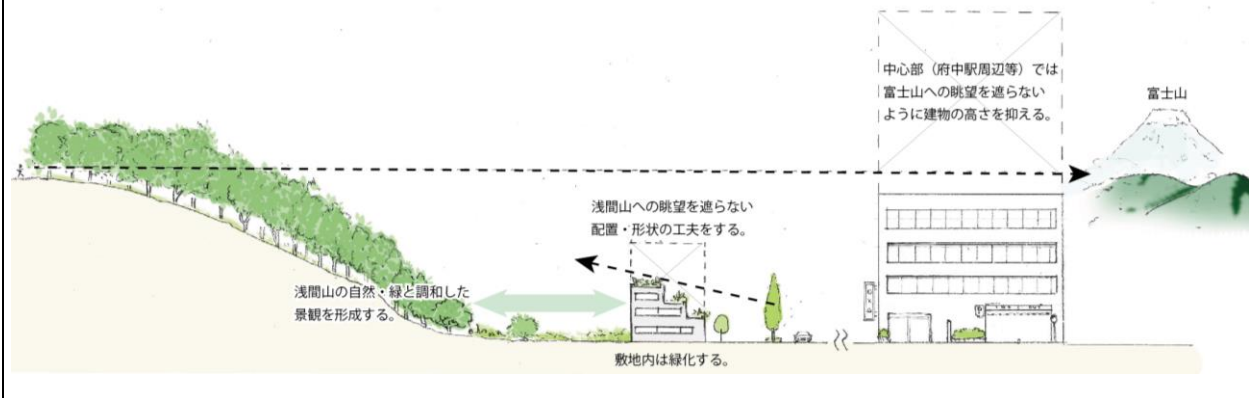 中心部（府中駅周辺等）では
富士山への眺望を遮らない
ように建物の高さを抑える。
富士山
浅間山への眺望を遮らない
配置・形状の工夫をする。
浅間山の自然・緑と調和した
景観を形成する。
敷地内は緑化する。